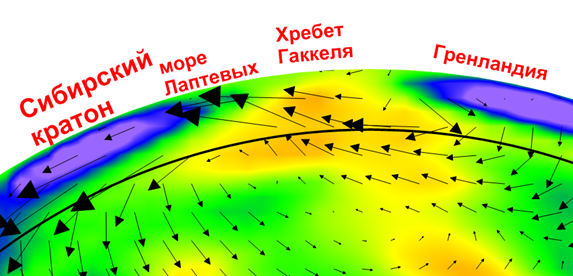 Сибирский
кратон
море
Лаптевых
Хребет
Гаккеля
Гренландия